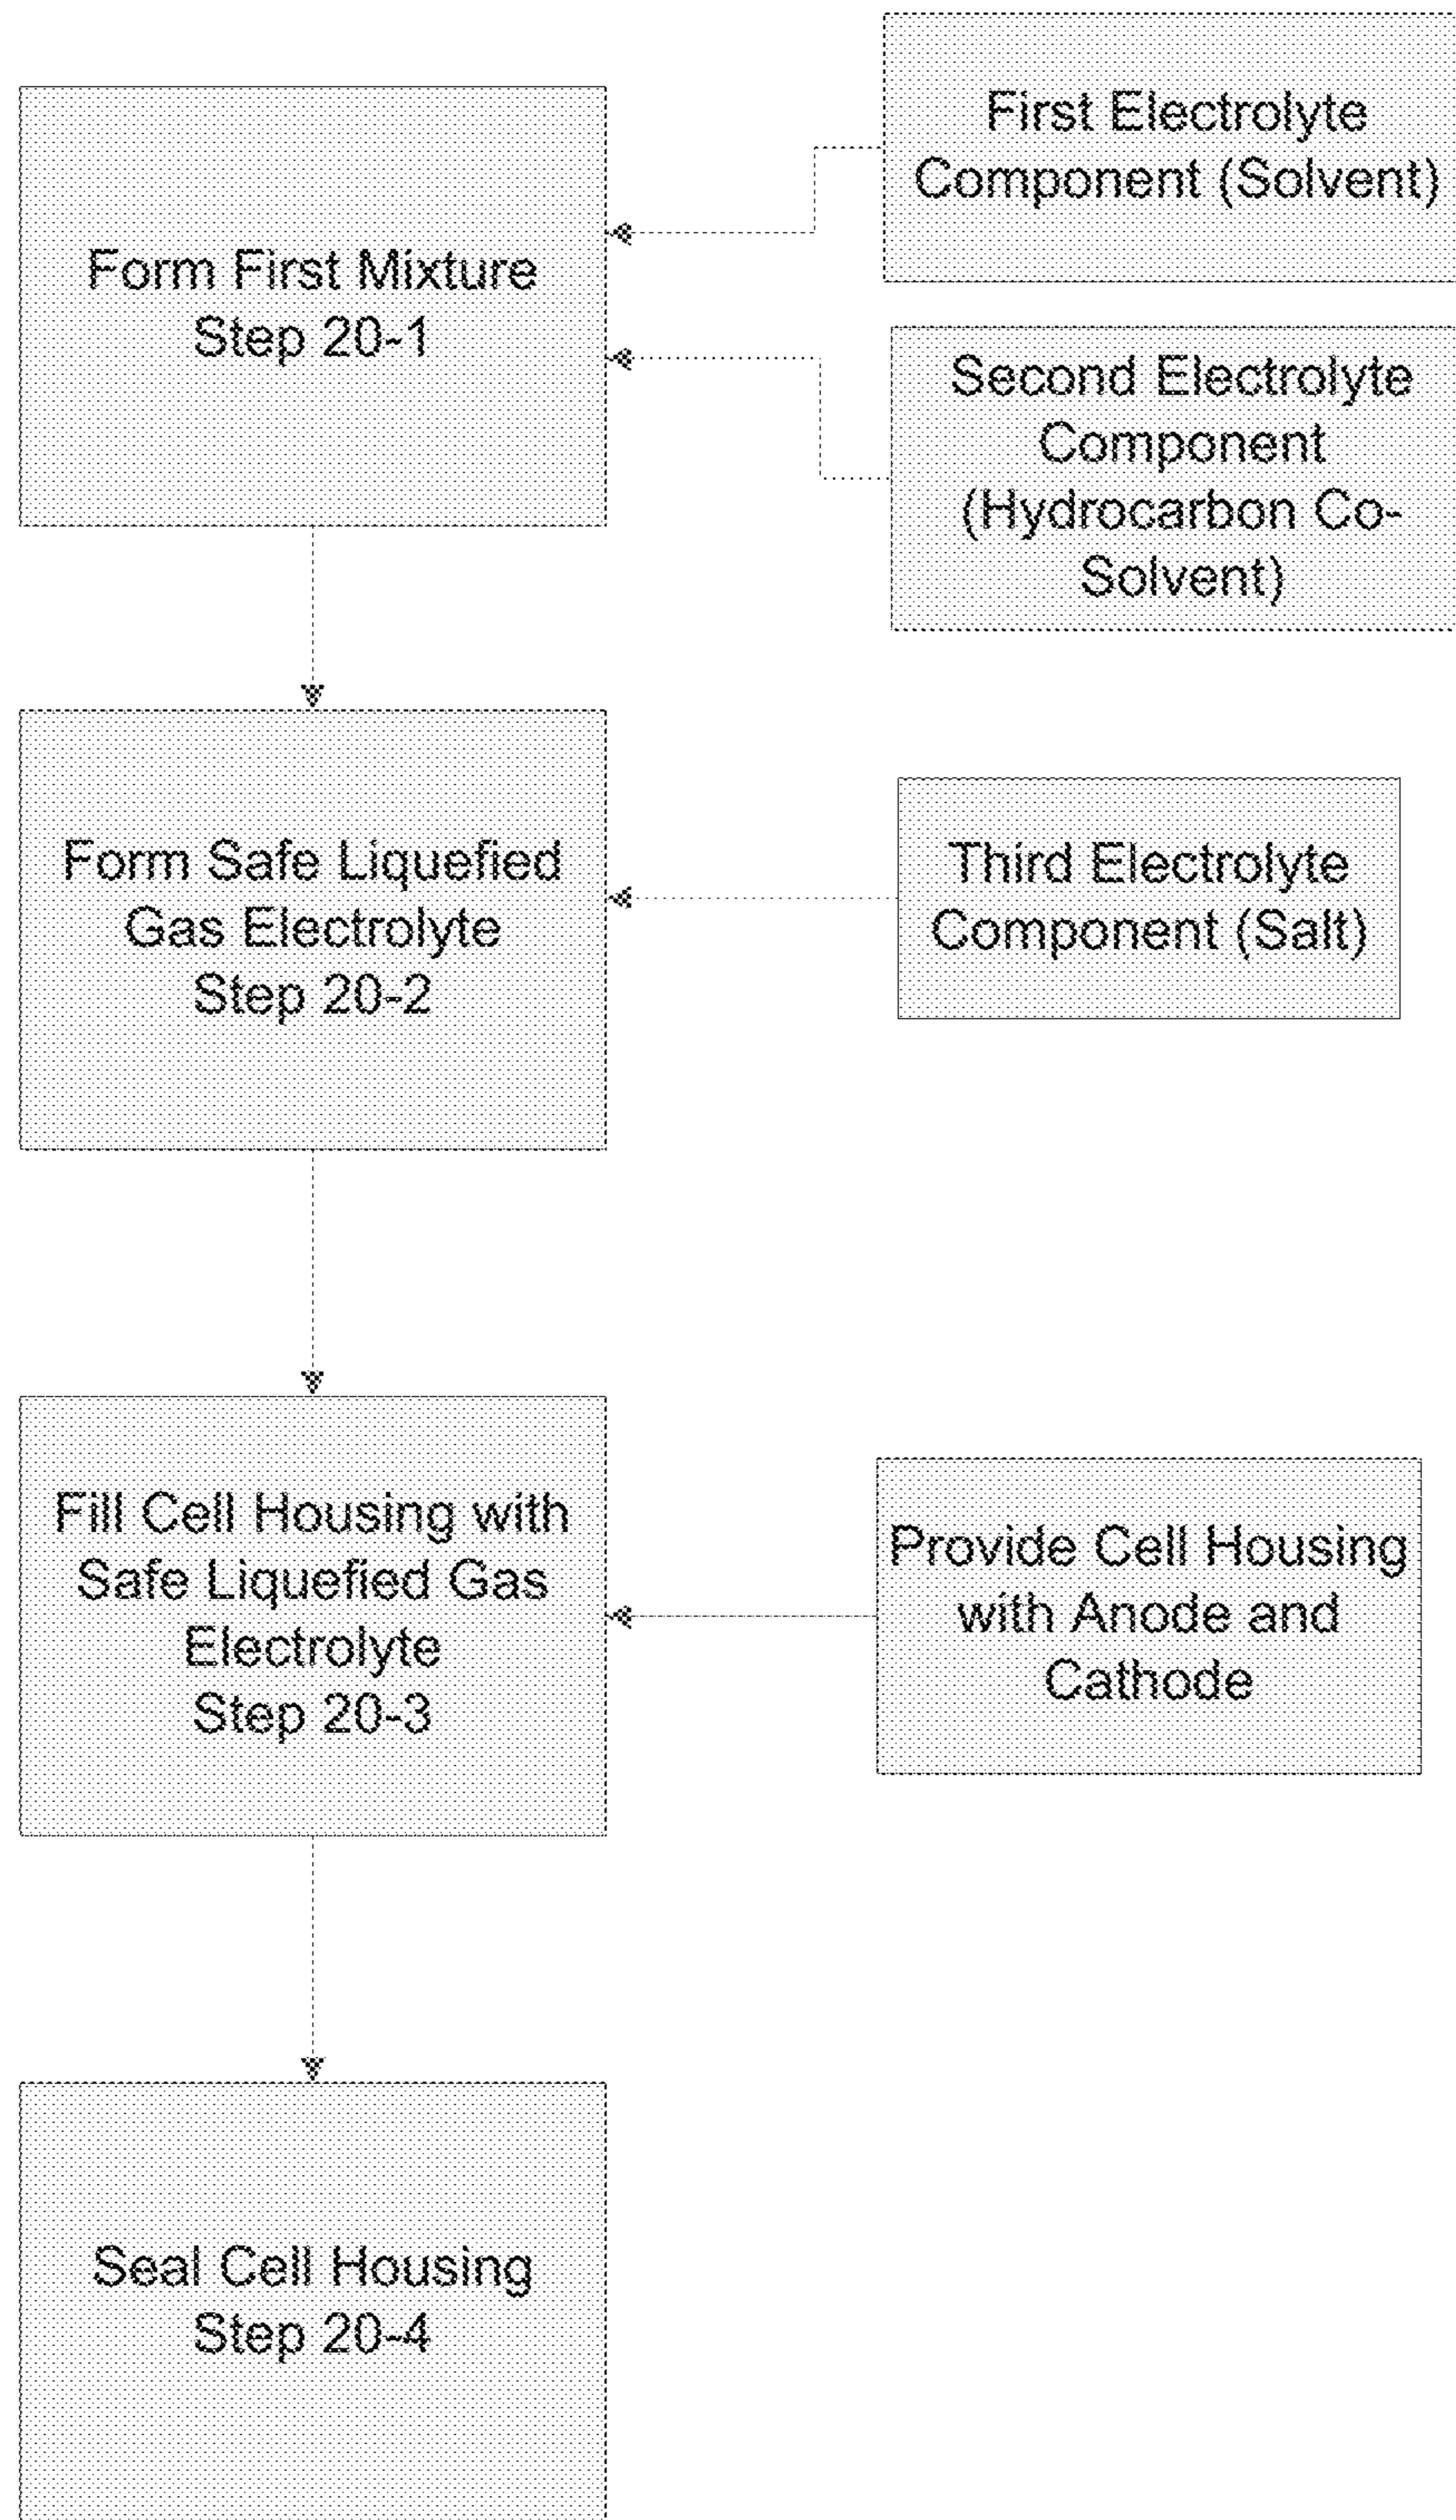 First Electrolyte
Component (Solvent)
Form First Mixture
Step 20-1
Second Electrolyte
Component
(Hydrocarbon Co-
Solvent)
Form Safe Liquefied
Gas Electrolyte
Step 20-2
Third Electrolyte
Component (Salt)
Fill Cell Housing with
Safe Liquefied Gas
Electrolyte
Step 20-3
Provide Cell Housing
with Anode and
Cathode
Seal Cell Housing
Step 20-4